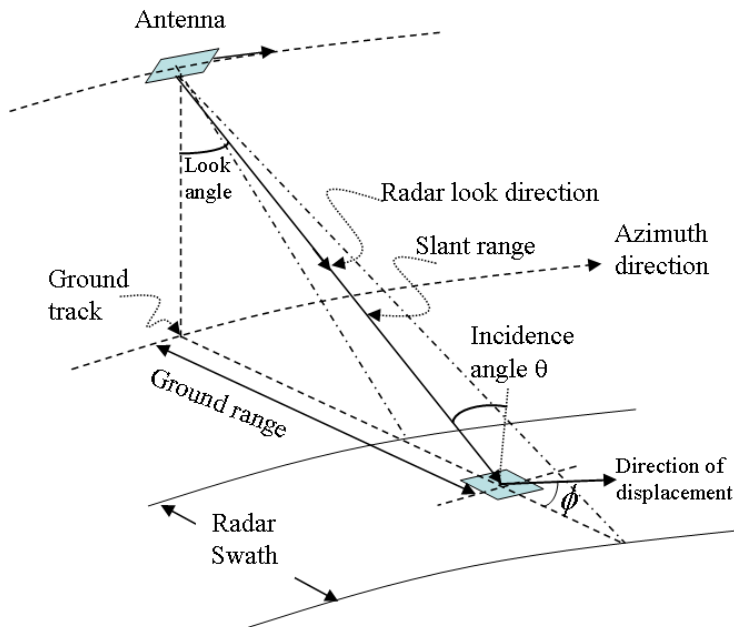 Antenna
Look
angle
Radar look direction
Slant range
Azimuth
direction
Ground
track
Incidence
angle θ
Ground range
Direction of
displacement
ϕ
Radar
Swath